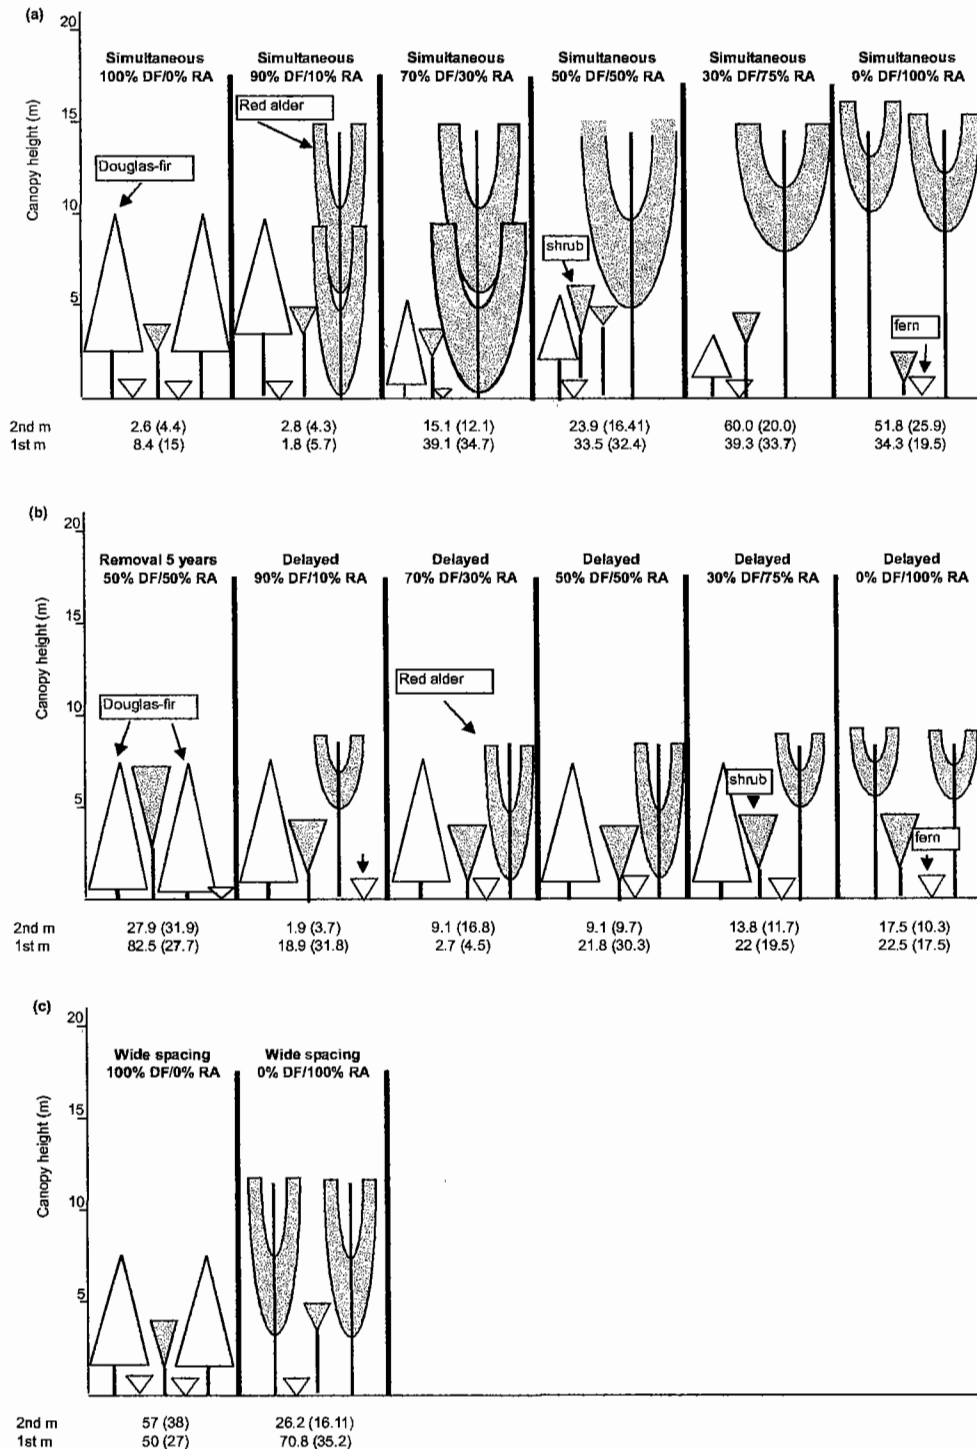 (a)
20
15
10
5
Canopy height (m)
Simultaneous
100% DF/0% RA
Simultaneous
90% DF/10% RA
Simultaneous
70% DF/30% RA
Simultaneous
50% DF/50% RA
Simultaneous
30% DF/75% RA
Simultaneous
0% DF/100% RA
Red alder
Douglas-fir
shrub
fern
2nd m 2.6 (4.4) 2.8 (4.3) 15.1 (12.1) 23.9 (16.41) 60.0 (20.0) 51.8 (25.9)
1st m 8.4 (15) 1.8 (5.7) 39.1 (34.7) 33.5 (32.4) 39.3 (33.7) 34.3 (19.5)
(b)
20
15
10
5
Canopy height (m)
Removal 5 years
50% DF/50% RA
Delayed
90% DF/10% RA
Delayed
70% DF/30% RA
Delayed
50% DF/50% RA
Delayed
30% DF/75% RA
Delayed
0% DF/100% RA
Douglas-fir
Red alder
shrub
fern
2nd m 27.9 (31.9) 1.9 (3.7) 9.1 (16.8) 9.1 (9.7) 13.8 (11.7) 17.5 (10.3)
1st m 82.5 (27.7) 18.9 (31.8) 2.7 (4.5) 21.8 (30.3) 22 (19.5) 22.5 (17.5)
(c)
20
15
10
5
Canopy height (m)
Wide spacing
100% DF/0% RA
Wide spacing
0% DF/100% RA
2nd m 57 (38) 26.2 (16.11)
1st m 50 (27) 70.8 (35.2)